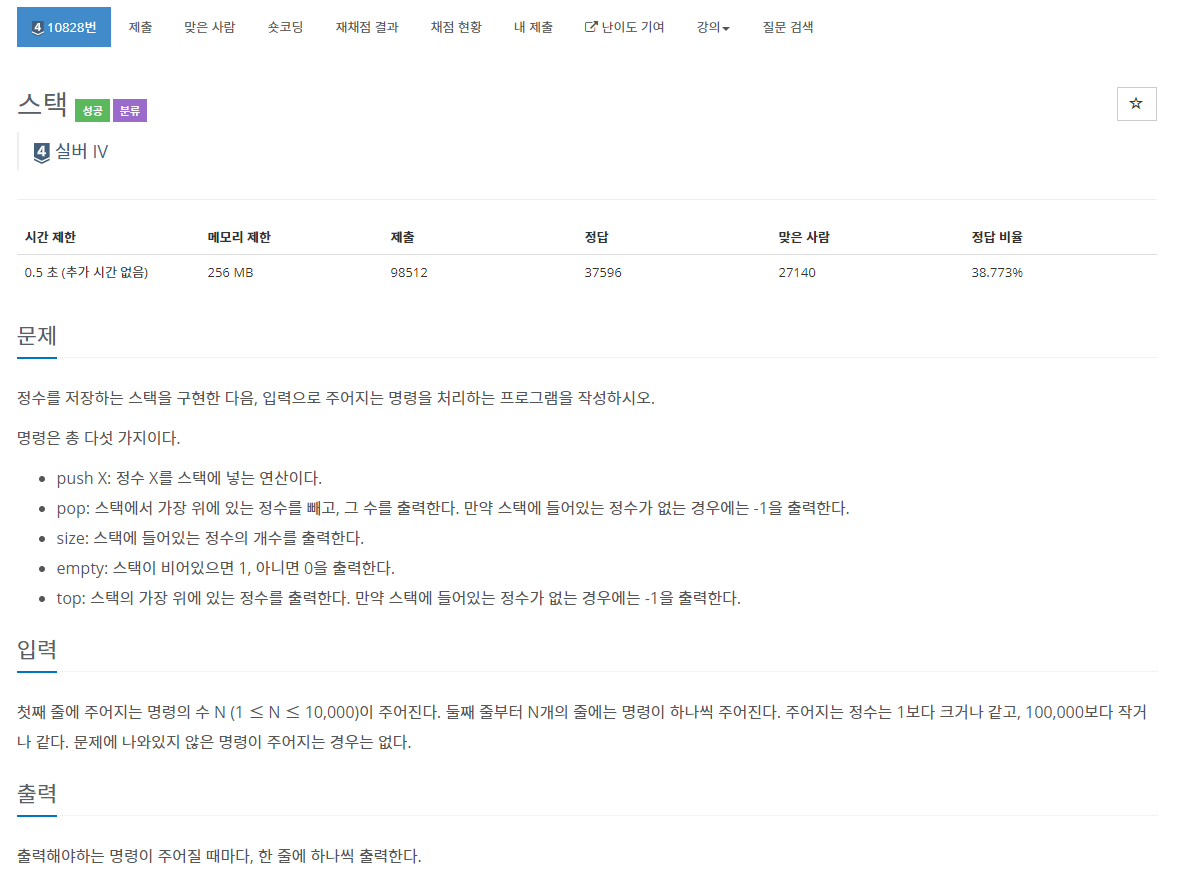 4 10828번 제출 맞은 사람 숏코딩 재채점 결과 채점 현황 내 제출 난이도 기여 강의 질문 검색
스택 성공 분류
4 실버 IV
시간 제한 메모리 제한 제출 정답 맞은 사람 정답 비율
0.5 초 (추가 시간 없음) 256 MB 98512 37596 27140 38.773%
문제
정수를 저장하는 스택을 구현한 다음, 입력으로 주어지는 명령을 처리하는 프로그램을 작성하시오.
명령은 총 다섯 가지이다.
• push X: 정수 X를 스택에 넣는 연산이다.
• pop: 스택에서 가장 위에 있는 정수를 빼고, 그 수를 출력한다. 만약 스택에 들어있는 정수가 없는 경우에는 -1을 출력한다.
• size: 스택에 들어있는 정수의 개수를 출력한다.
• empty: 스택이 비어있으면 1, 아니면 0을 출력한다.
• top: 스택의 가장 위에 있는 정수를 출력한다. 만약 스택에 들어있는 정수가 없는 경우에는 -1을 출력한다.
입력
첫째 줄에 주어지는 명령의 수 N (1 ≤ N ≤ 10,000)이 주어진다. 둘째 줄부터 N개의 줄에는 명령이 하나씩 주어진다. 주어지는 정수는 1보다 크거나 같고, 100,000보다 작거
나 같다. 문제에 나와있지 않은 명령이 주어지는 경우는 없다.
출력
출력해야하는 명령이 주어질 때마다, 한 줄에 하나씩 출력한다.